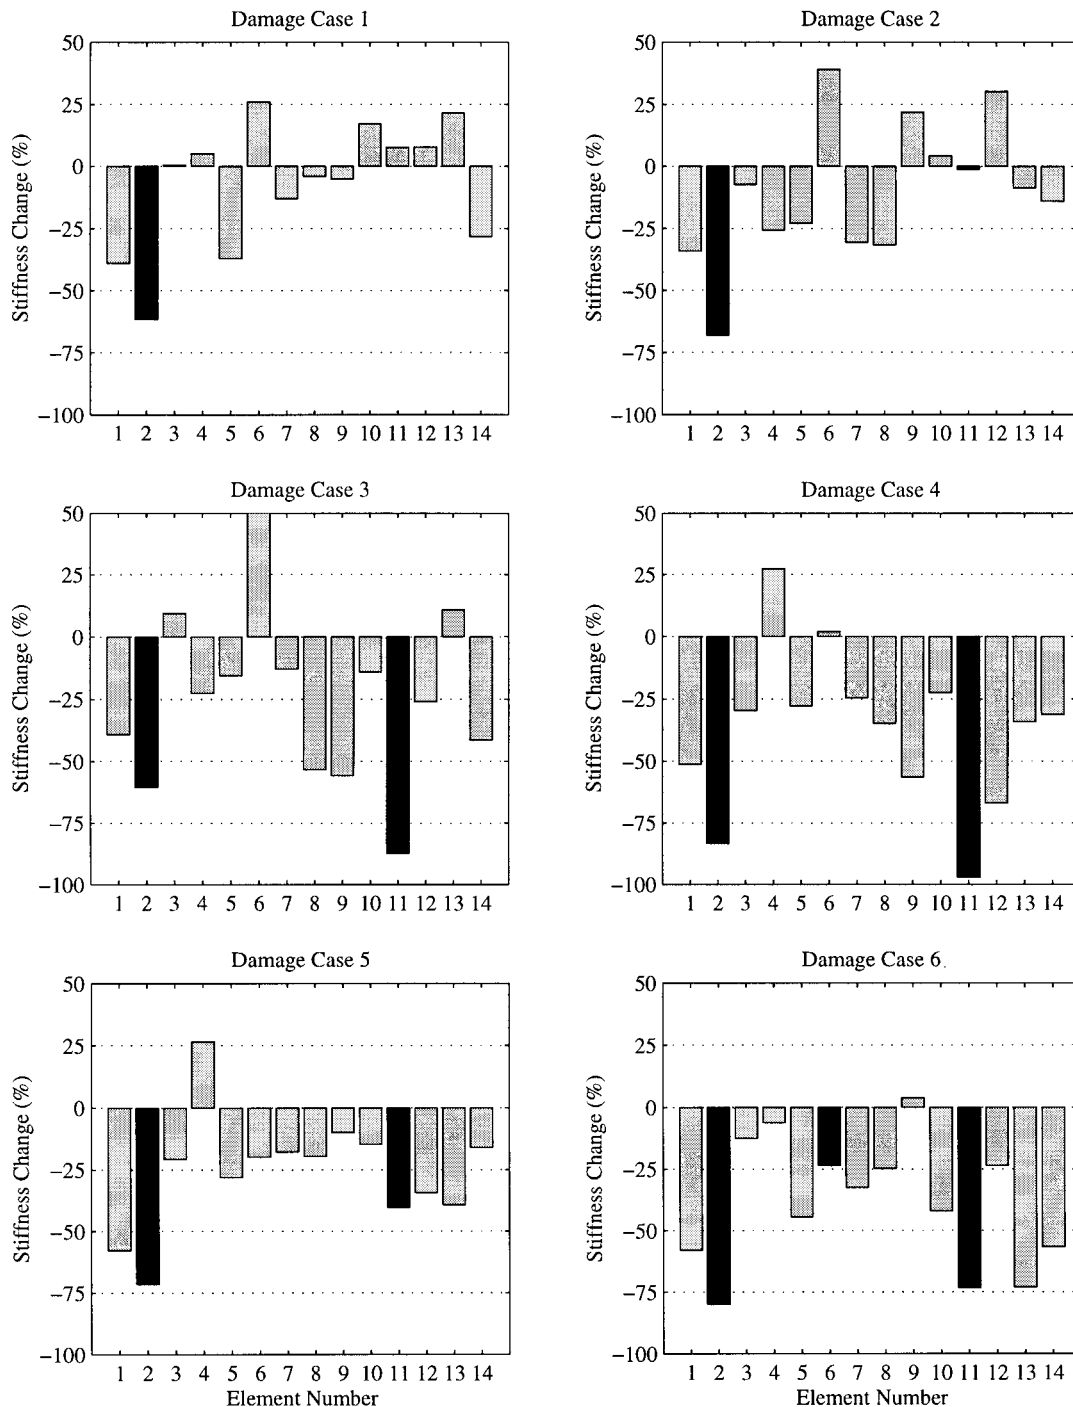 Damage Case 1
Stiffness Change (%)
50
25
0
−25
−50
−75
−100
1 2 3 4 5 6 7 8 9 10 11 12 13 14
Damage Case 2
Stiffness Change (%)
50
25
0
−25
−50
−75
−100
1 2 3 4 5 6 7 8 9 10 11 12 13 14
Damage Case 3
Stiffness Change (%)
50
25
0
−25
−50
−75
−100
1 2 3 4 5 6 7 8 9 10 11 12 13 14
Damage Case 4
Stiffness Change (%)
50
25
0
−25
−50
−75
−100
1 2 3 4 5 6 7 8 9 10 11 12 13 14
Damage Case 5
Stiffness Change (%)
50
25
0
−25
−50
−75
−100
1 2 3 4 5 6 7 8 9 10 11 12 13 14
Element Number
Damage Case 6
Stiffness Change (%)
50
25
0
−25
−50
−75
−100
1 2 3 4 5 6 7 8 9 10 11 12 13 14
Element Number